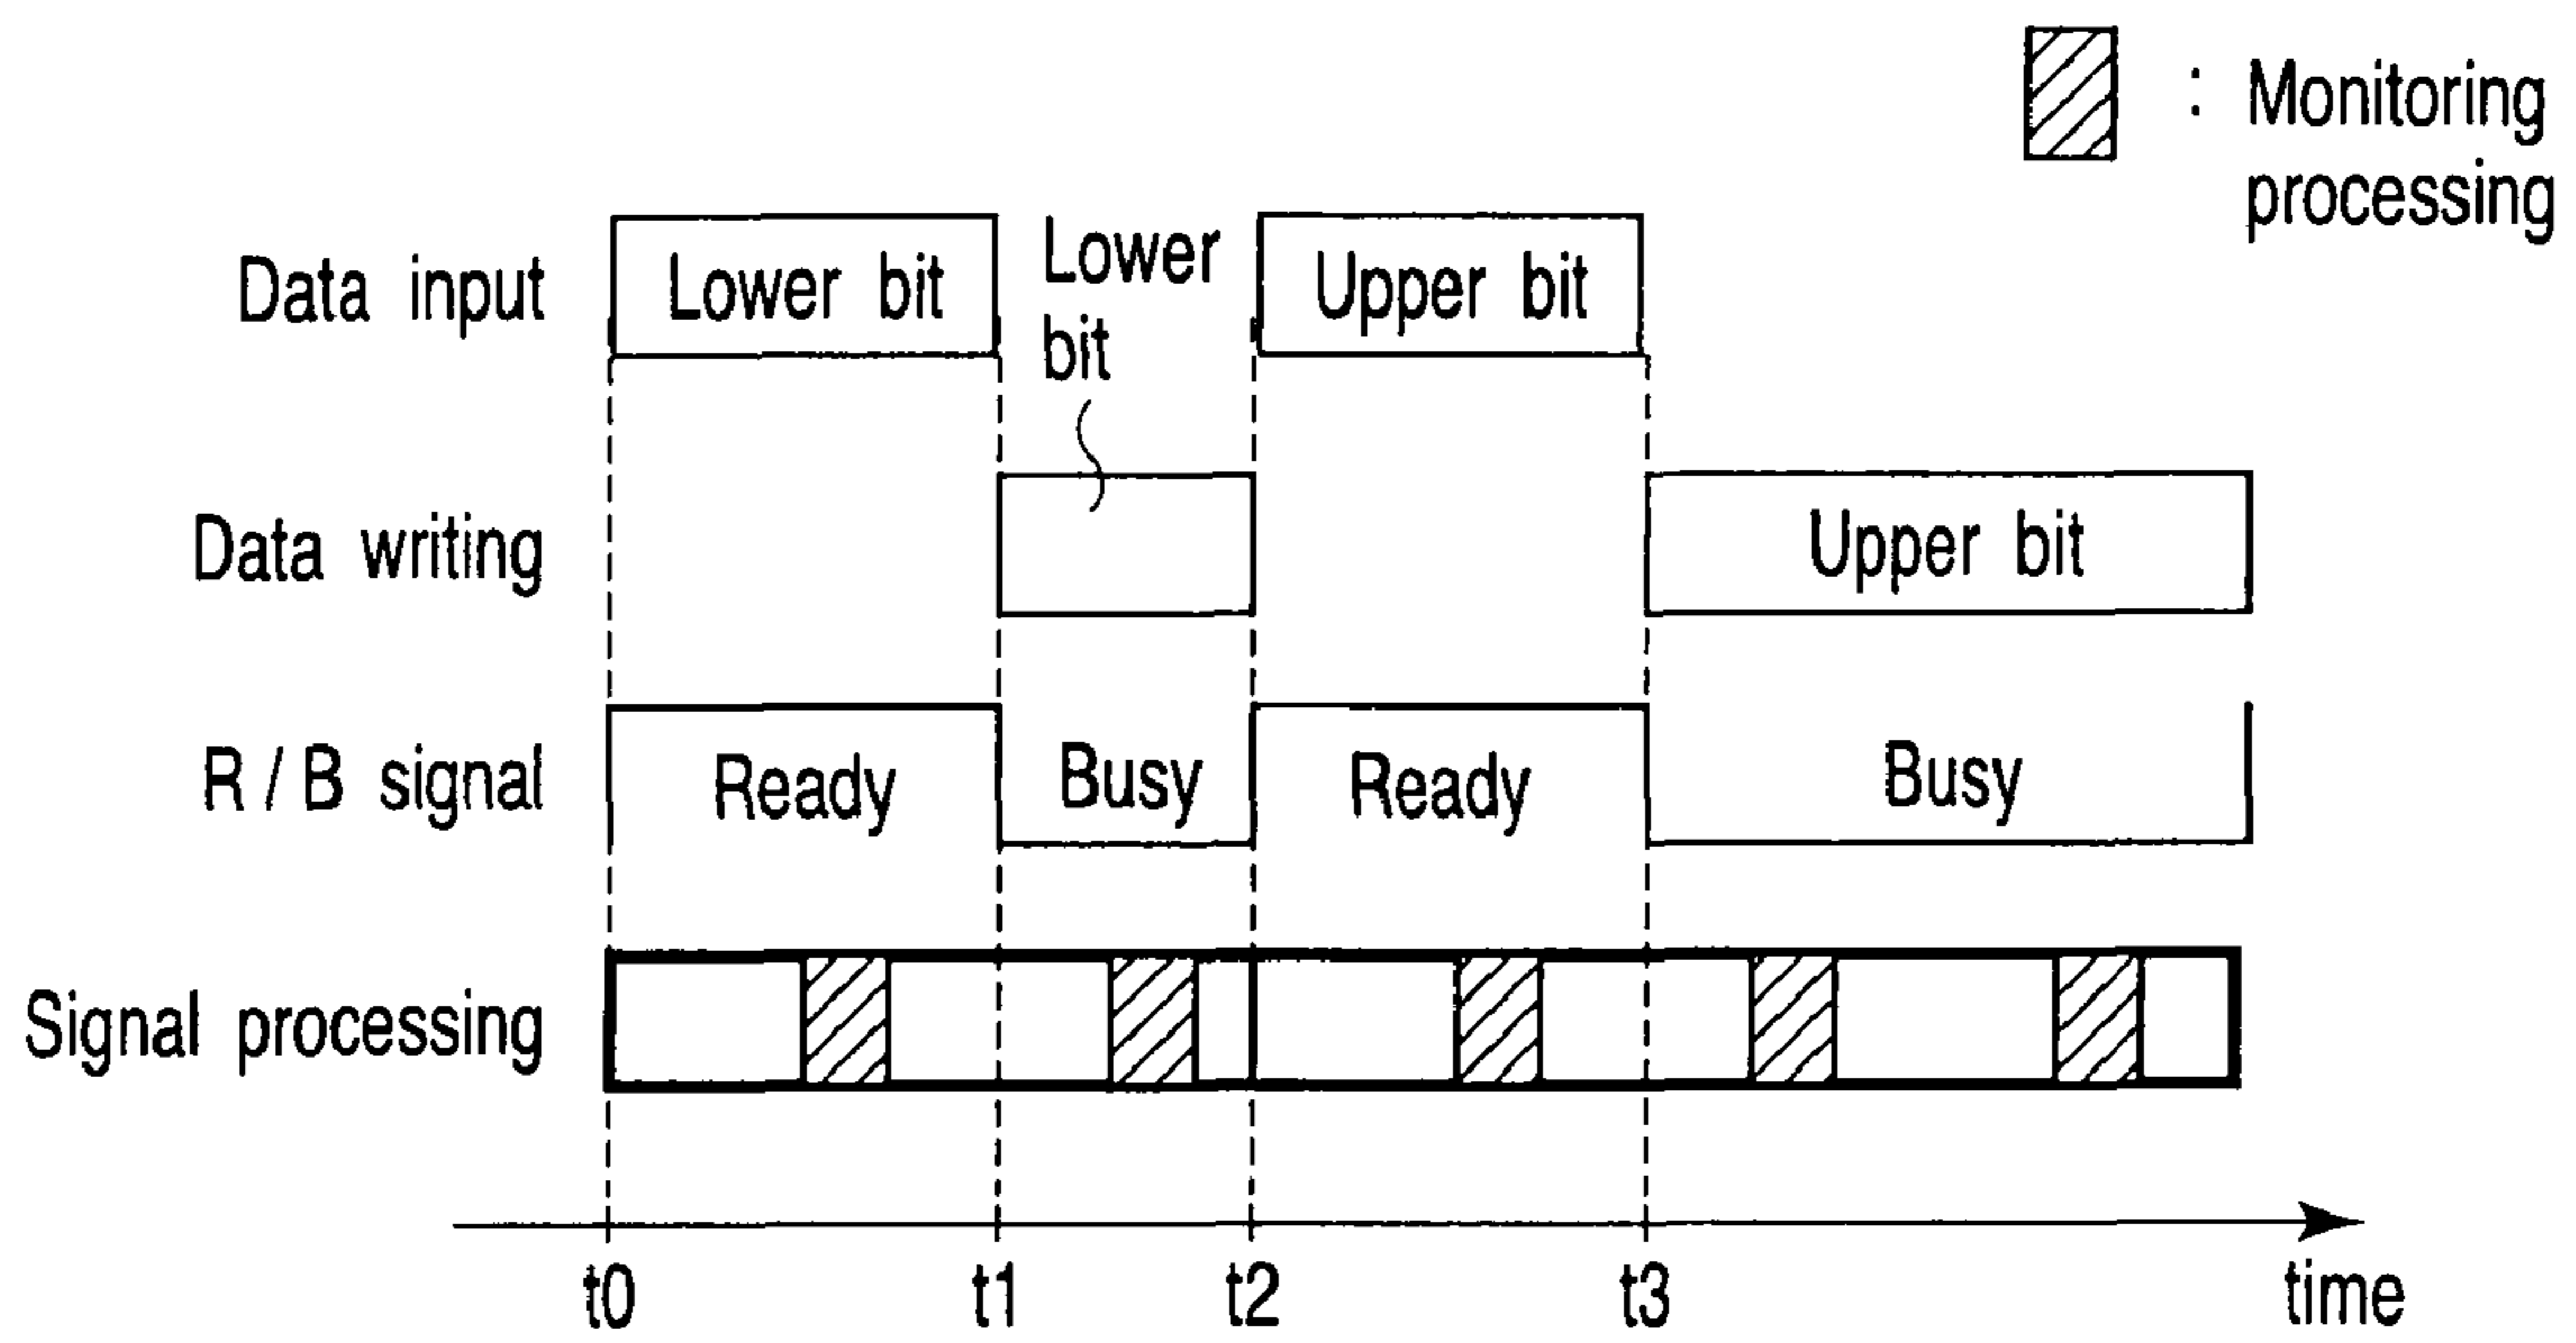 : Monitoring
processing
Data input
Lower bit
Lower
bit
Upper bit
Data writing
Upper bit
R / B signal
Ready
Busy
Ready
Busy
Signal processing
t0
t1
t2
t3
time